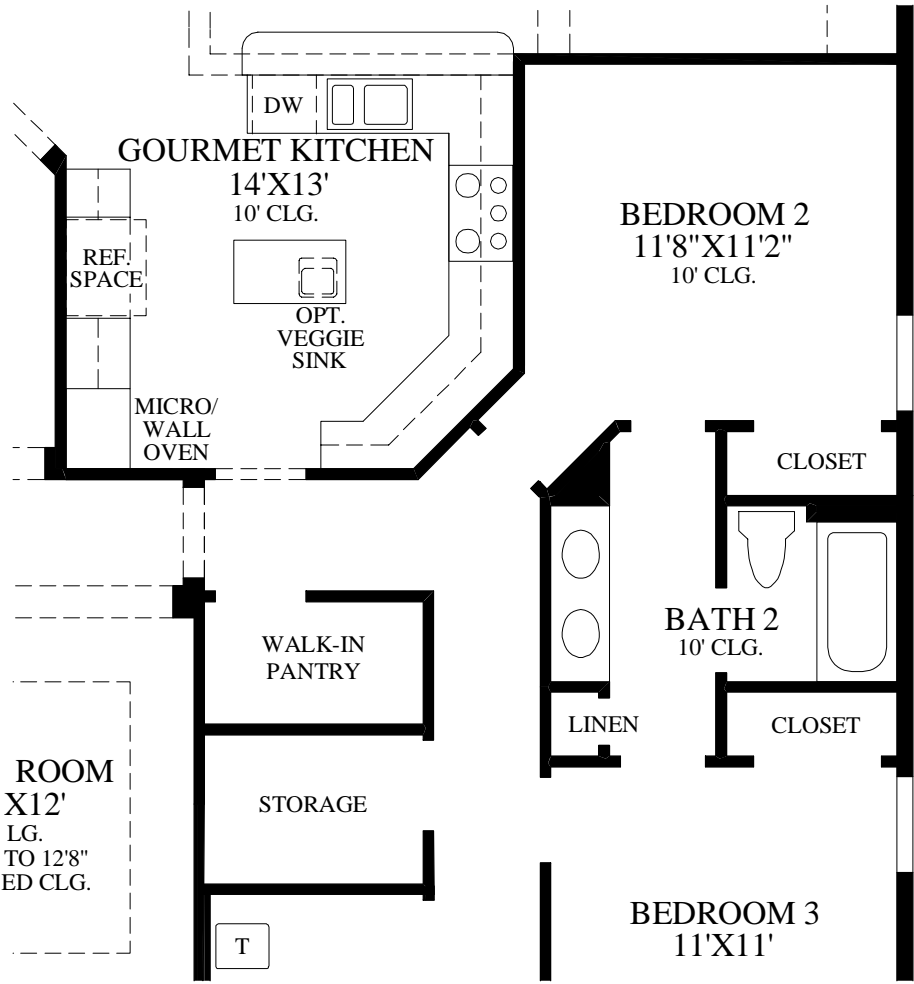 DW
GOURMET KITCHEN
14'X13'
10' CLG.
REF.
SPACE
OPT.
VEGGIE
SINK
MICRO/
WALL
OVEN
BEDROOM 2
11'8"X11'2"
10' CLG.
CLOSET
BATH 2
10' CLG.
WALK-IN
PANTRY
LINEN
CLOSET
STORAGE
ROOM
X12'
LG.
TO 12'8"
ED CLG.
T
BEDROOM 3
11'X11'